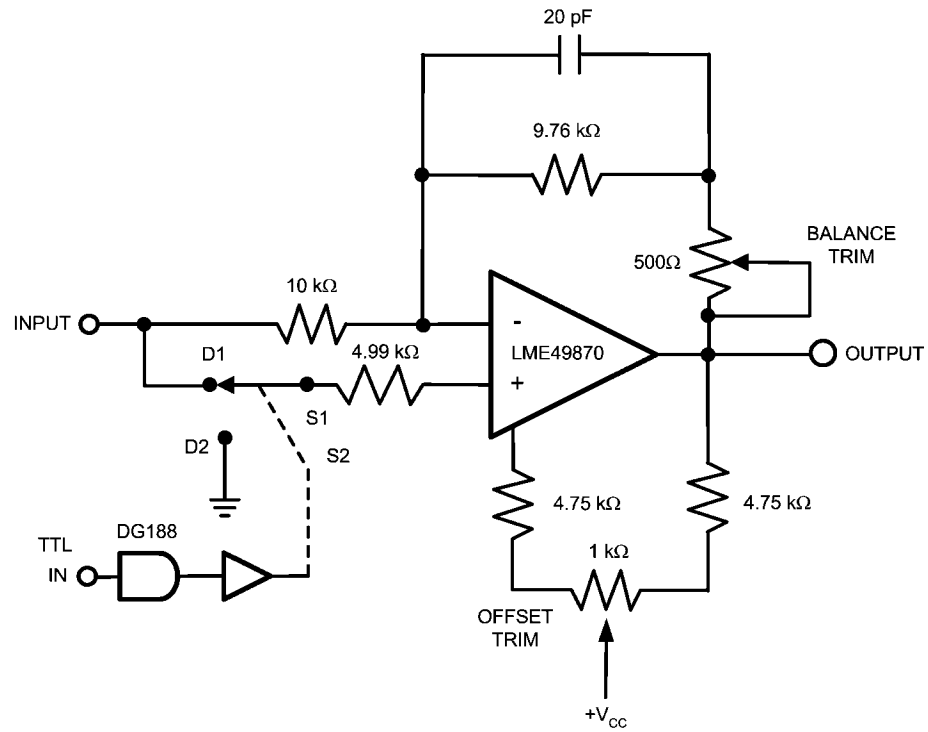 20 pF
9.76 kΩ
BALANCE
TRIM
500Ω
10 kΩ
INPUT
-
LME49870
OUTPUT
4.99 kΩ
+
D1
S1
D2
S2
4.75 kΩ
4.75 kΩ
DG188
TTL
IN
1 kΩ
OFFSET
TRIM
+VCC